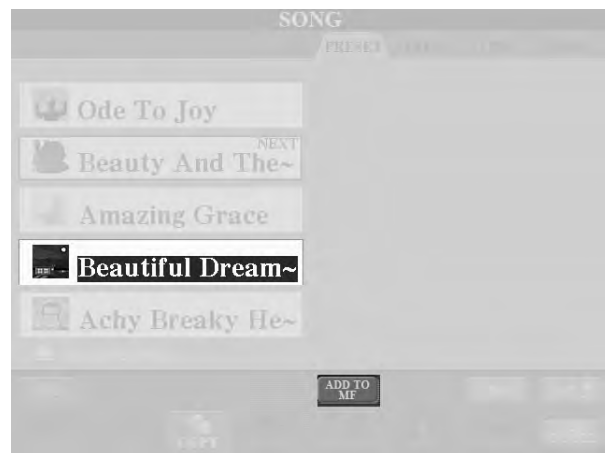 SONG
PRESET
Ode To Joy
NEXT
Beauty And The~
Amazing Grace
Beautiful Dream~
Achy Breaky He~
ADD TO
MF
COPY